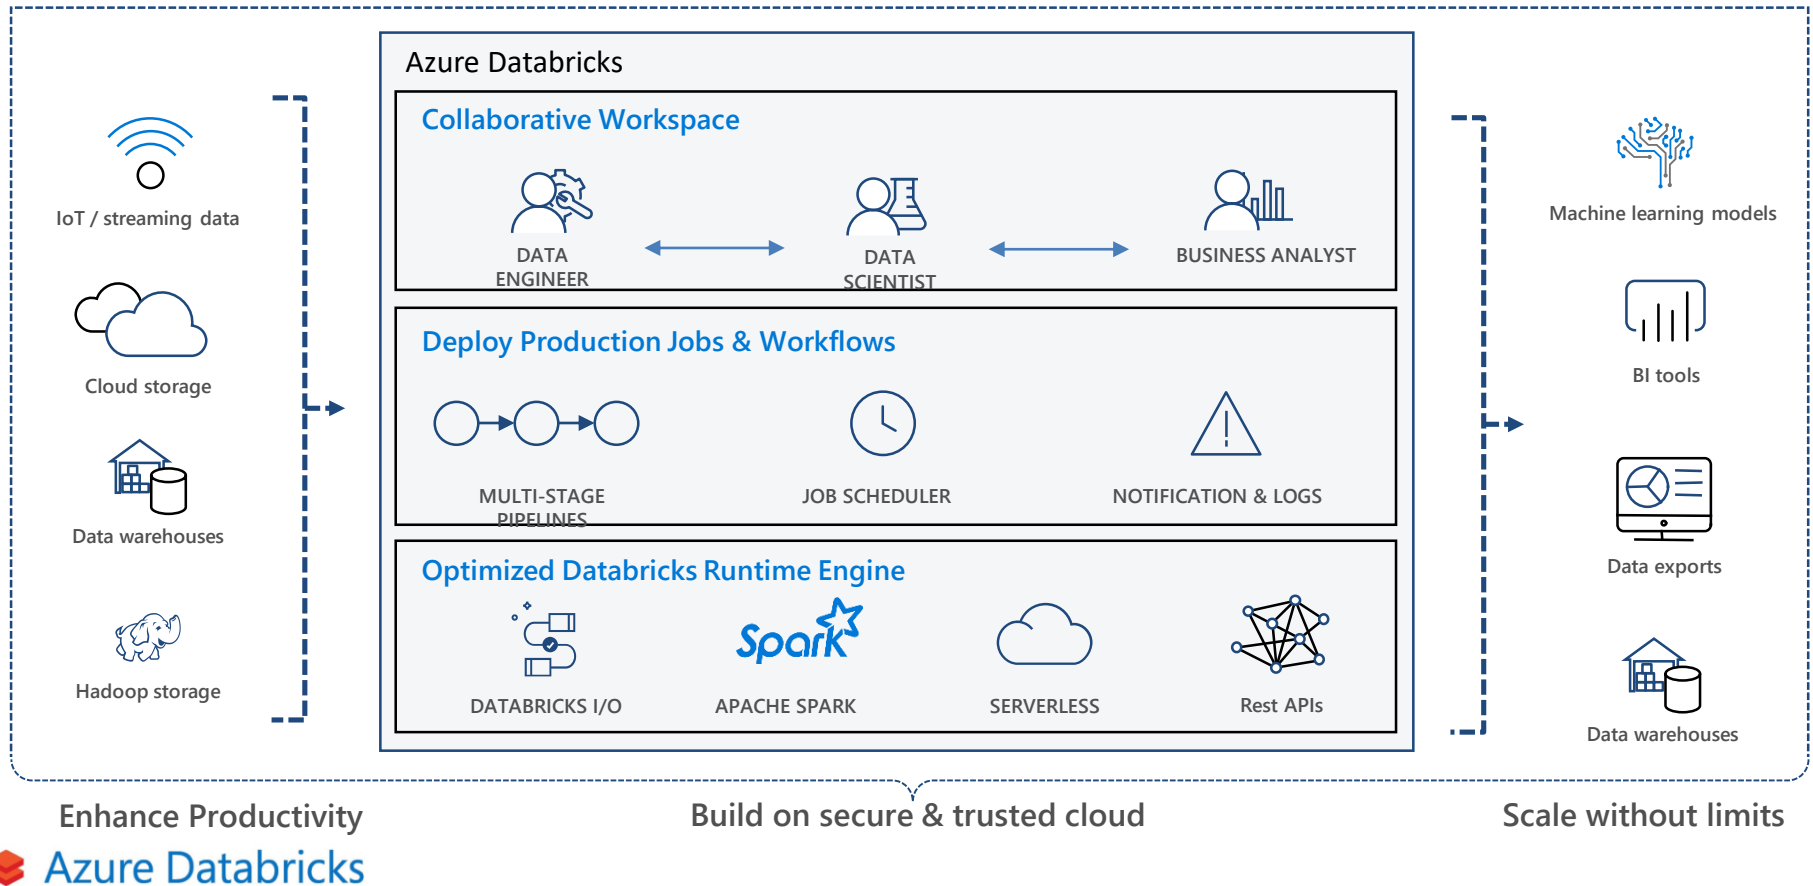 Azure Databricks
IoT / streaming data
Cloud storage
Data warehouses
Hadoop storage
Collaborative Workspace
DATA
ENGINEER
DATA
SCIENTIST
BUSINESS ANALYST
Deploy Production Jobs & Workflows
MULTI-STAGE
PIPELINES
JOB SCHEDULER
NOTIFICATION & LOGS
Optimized Databricks Runtime Engine
Spark
DATABRICKS I/O
APACHE SPARK
SERVERLESS
Rest APIs
Machine learning models
BI tools
Data exports
Data warehouses
Enhance Productivity
Build on secure & trusted cloud
Scale without limits
Azure Databricks